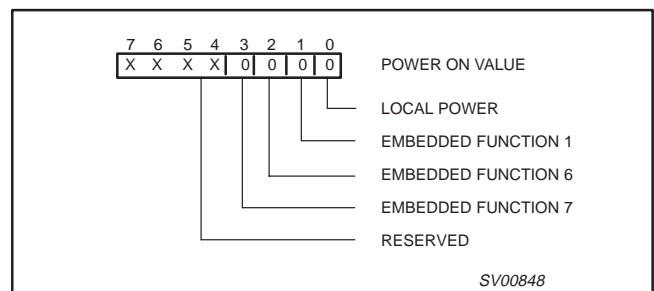 7 6 5 4 3 2 1 0
X X X X 0 0 0 0 POWER ON VALUE
LOCAL POWER
EMBEDDED FUNCTION 1
EMBEDDED FUNCTION 6
EMBEDDED FUNCTION 7
RESERVED
SV00848